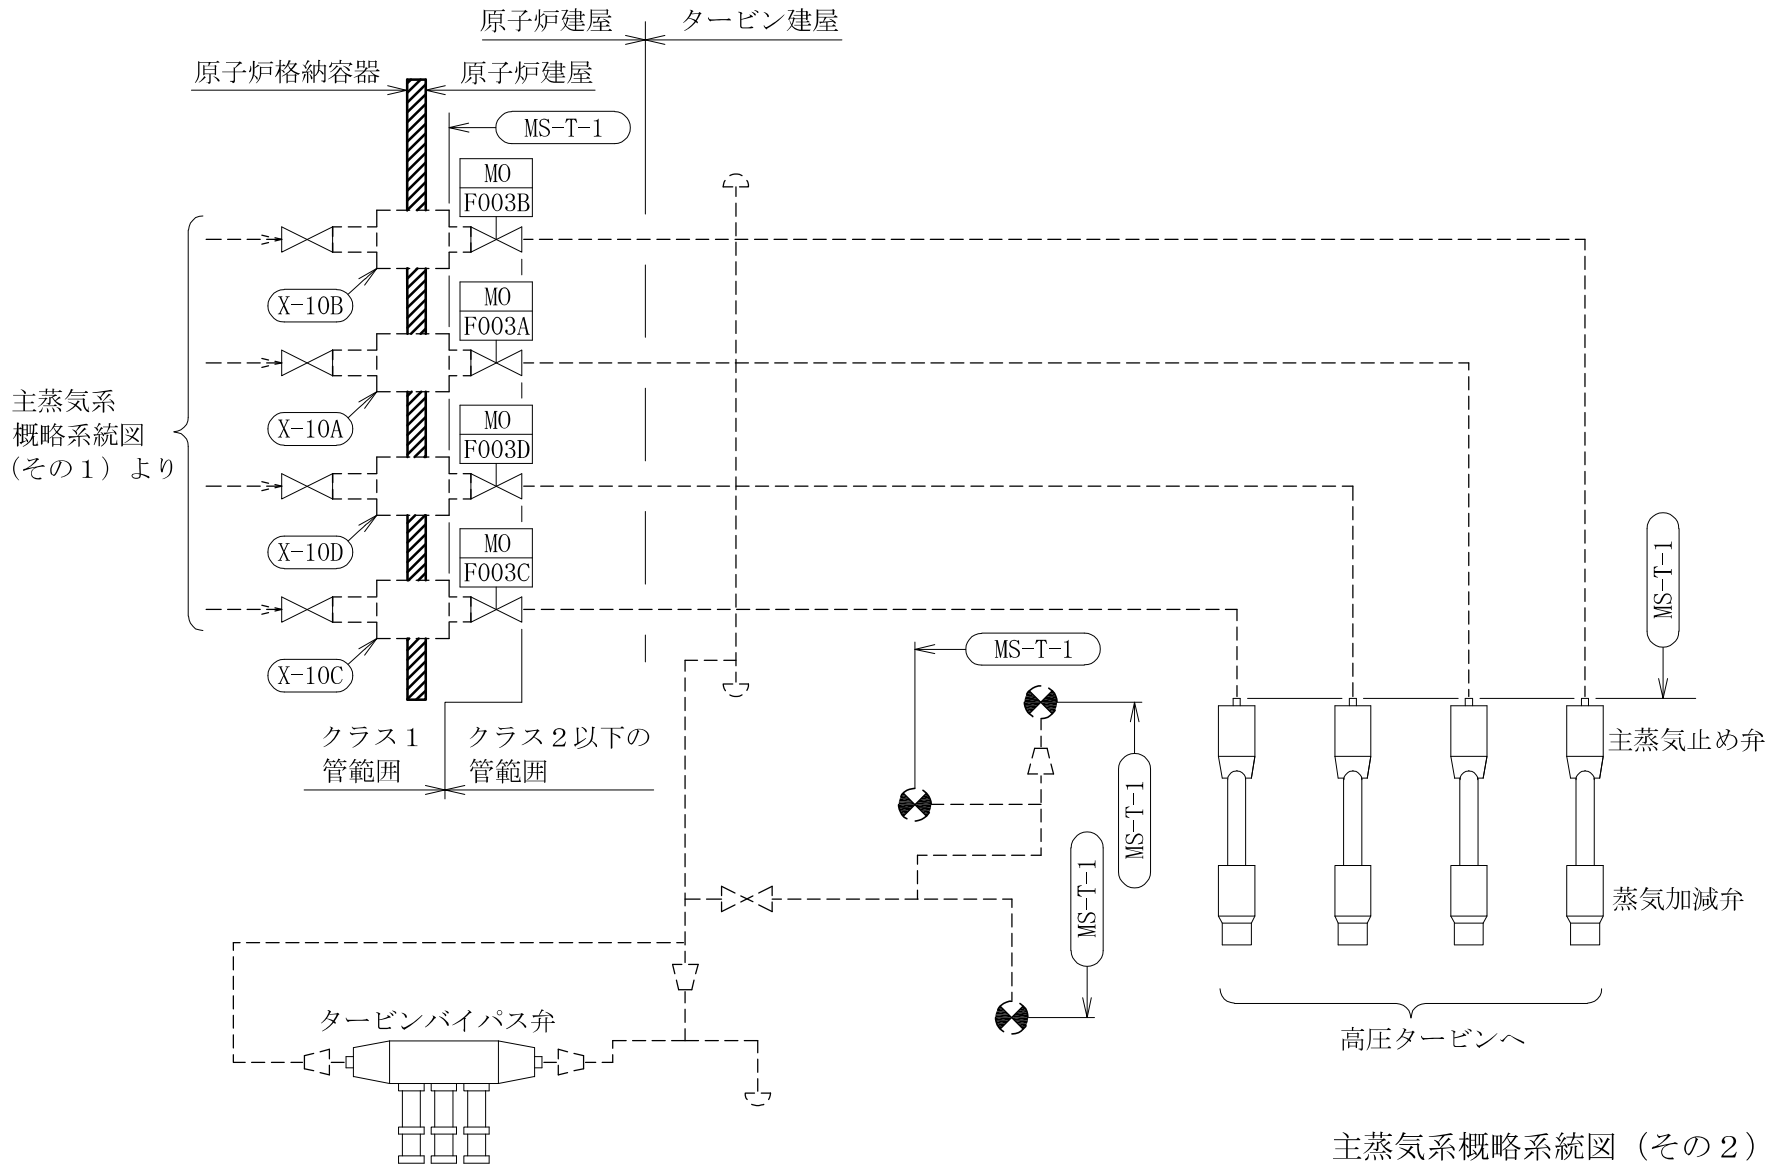 原子炉建屋
タービン建屋
原子炉格納容器
原子炉建屋
MS-T-1
MO
F003B
X-10B
MO
F003A
X-10A
主蒸気系
概略系統図
(その1)より
MO
F003D
X-10D
MO
F003C
X-10C
MS-T-1
MS-T-1
クラス1
管範囲
クラス2以下の
管範囲
MS-T-1
MS-T-1
主蒸気止め弁
蒸気加減弁
タービンバイパス弁
高圧タービンへ
主蒸気系概略系統図(その2)